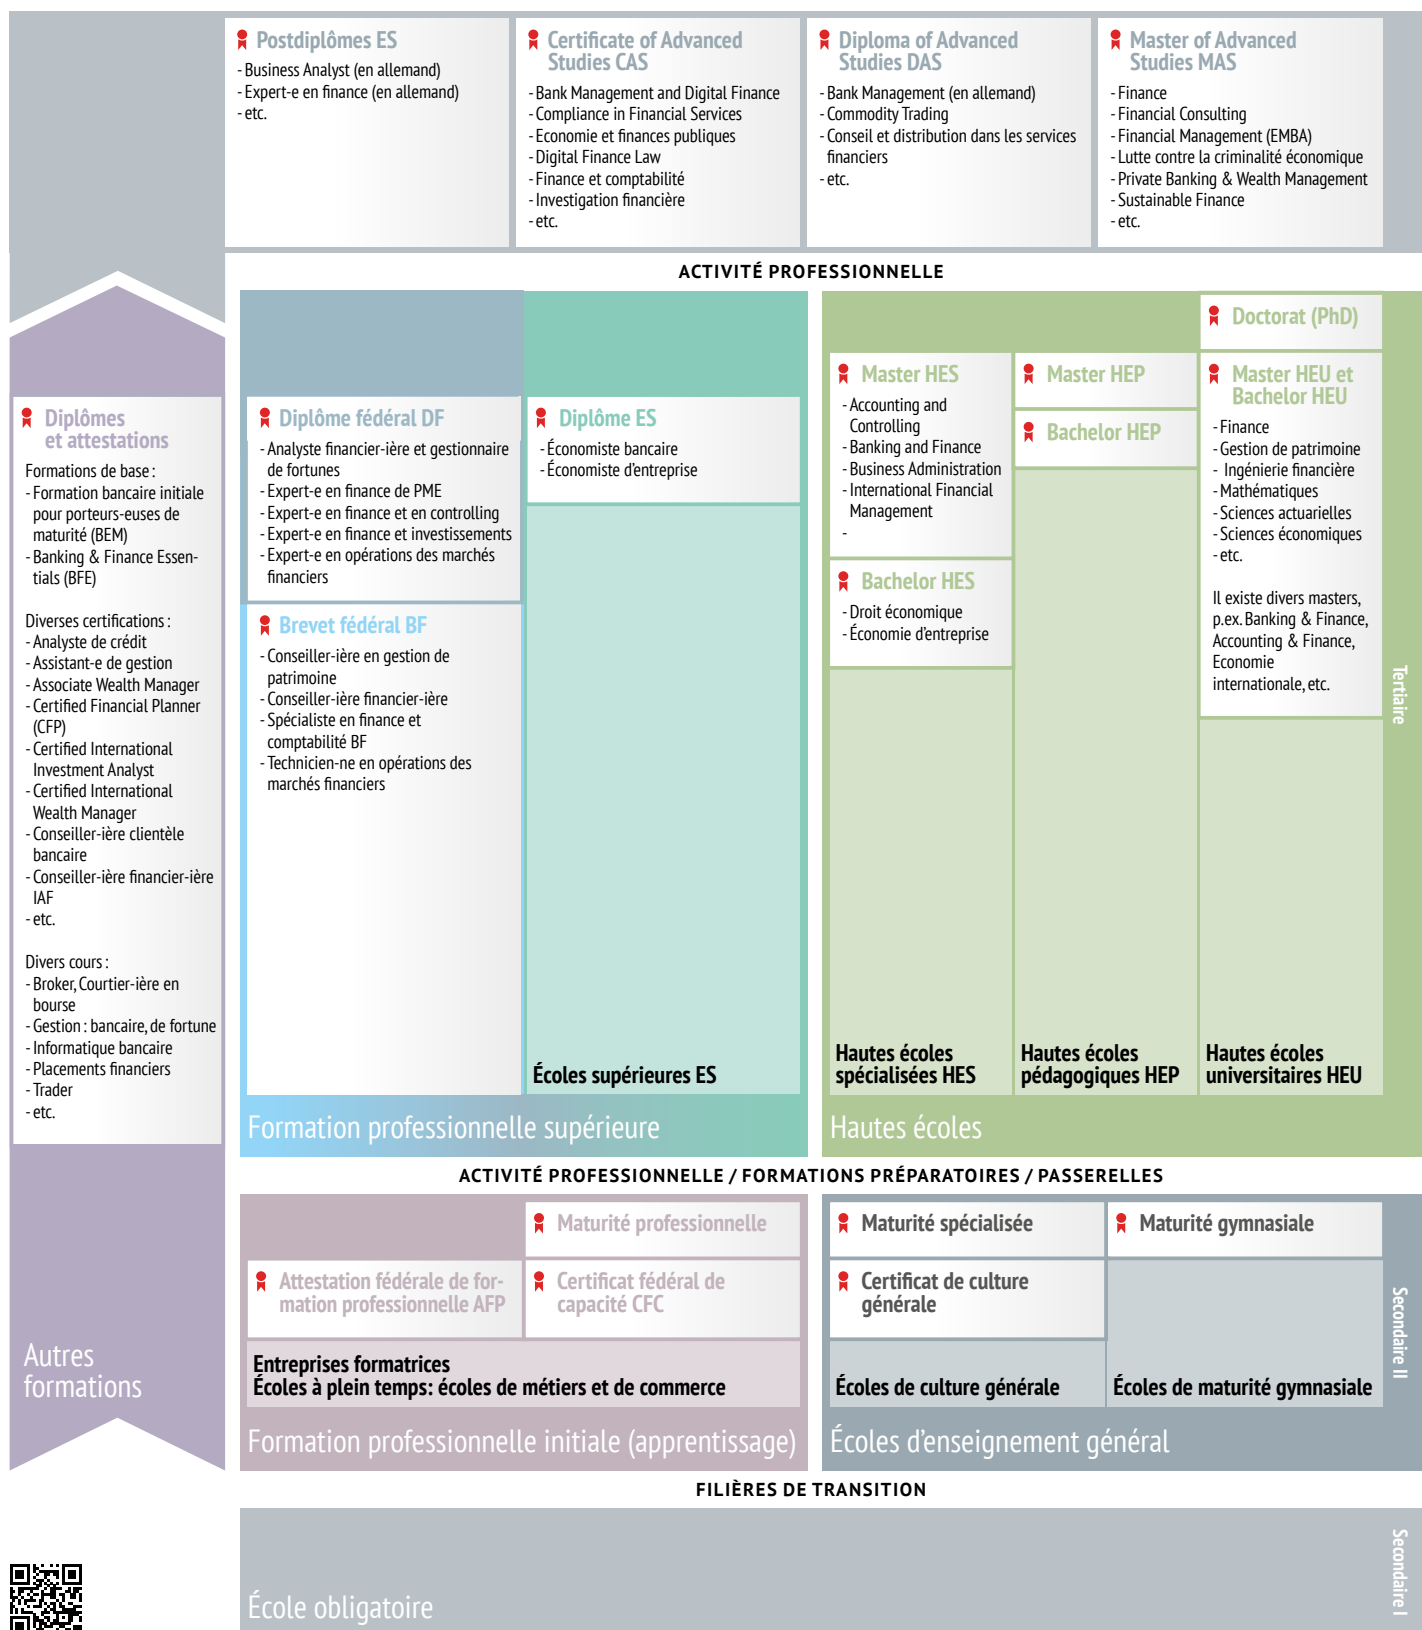 Postdiplômes ES
- Business Analyst (en allemand)
- Expert-e en finance (en allemand)
- etc.
Certificate of Advanced
Studies CAS
- Bank Management and Digital Finance
- Compliance in Financial Services
- Economie et finances publiques
- Digital Finance Law
- Finance et comptabilité
- Investigation financière
- etc.
Diploma of Advanced
Studies DAS
- Bank Management (en allemand)
- Commodity Trading
- Conseil et distribution dans les services
financiers
- etc.
Master of Advanced
Studies MAS
- Finance
- Financial Consulting
- Financial Management (EMBA)
- Lutte contre la criminalité économique
- Private Banking & Wealth Management
- Sustainable Finance
- etc.
ACTIVITÉ PROFESSIONNELLE
Diplômes
et attestations
Formations de base :
- Formation bancaire initiale
pour porteurs-euses de
maturité (BEM)
- Banking & Finance Essen-
tials (BFE)
Diverses certifications :
- Analyste de crédit
- Assistant-e de gestion
- Associate Wealth Manager
- Certified Financial Planner
(CFP)
- Certified International
Investment Analyst
- Certified International
Wealth Manager
- Conseiller-ière clientèle
bancaire
- Conseiller-ière financier-ière
IAF
- etc.
Divers cours :
- Broker, Courtier-ière en
bourse
- Gestion : bancaire, de fortune
- Informatique bancaire
- Placements financiers
- Trader
- etc.
Autres
formations
Diplôme fédéral DF
- Analyste financier-ière et gestionnaire
de fortunes
- Expert-e en finance de PME
- Expert-e en finance et en controlling
- Expert-e en finance et investissements
- Expert-e en opérations des marchés
financiers
Brevet fédéral BF
- Conseiller-ière en gestion de
patrimoine
- Conseiller-ière financier-ière
- Spécialiste en finance et
comptabilité BF
- Technicien-ne en opérations des
marchés financiers
Diplôme ES
- Économiste bancaire
- Économiste d'entreprise
Écoles supérieures ES
Formation professionnelle supérieure
Master HES
- Accounting and
Controlling
- Banking and Finance
- Business Administration
- International Financial
Management
-
Bachelor HES
- Droit économique
- Économie d'entreprise
Hautes écoles
spécialisées HES
Master HEP
Bachelor HEP
Hautes écoles
pédagogiques HEP
Doctorat (PhD)
Master HEU et
Bachelor HEU
- Finance
- Gestion de patrimoine
- Ingénierie financière
- Mathématiques
- Sciences actuarielles
- Sciences économiques
- etc.
Il existe divers masters,
p.ex. Banking & Finance,
Accounting & Finance,
Economie
internationale, etc.
Hautes écoles
universitaires HEU
Hautes écoles
Tertiaire
ACTIVITÉ PROFESSIONNELLE / FORMATIONS PRÉPARATOIRES / PASSERELLES
Maturité professionnelle
Attestation fédérale de for-
mation professionnelle AFP
Certificat fédéral de
capacité CFC
Entreprises formatrices
Écoles à plein temps: écoles de métiers et de commerce
Formation professionnelle initiale (apprentissage)
Maturité spécialisée
Certificat de culture
générale
Écoles de culture générale
Maturité gymnasiale
Écoles de maturité gymnasiale
Écoles d'enseignement général
Secondaire II
FILIÈRES DE TRANSITION
École obligatoire
Secondaire I